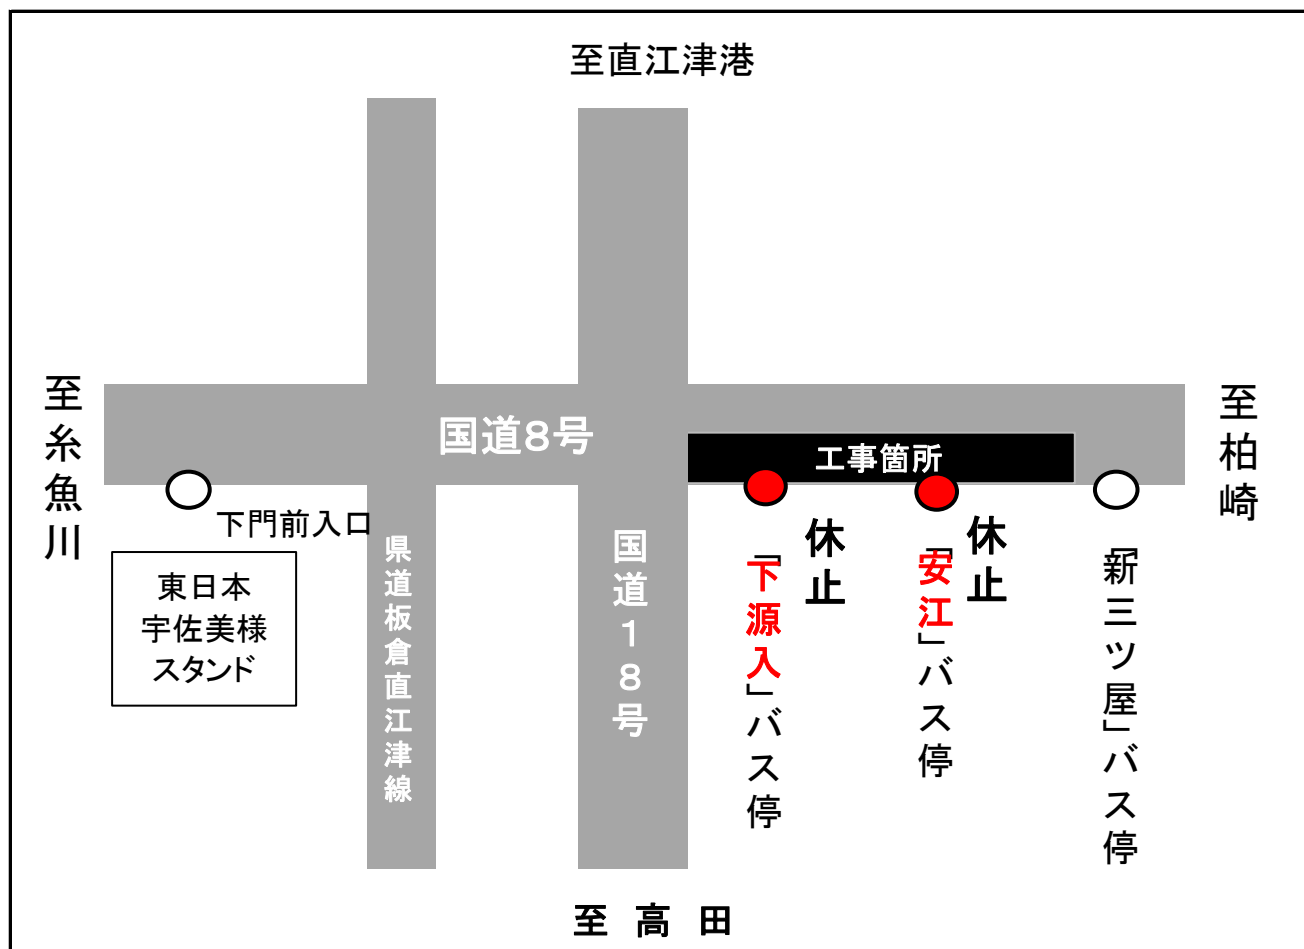 至直江津港
至糸魚川
国道８号
工事箇所
至柏崎
下門前入口
東日本
宇佐美様
スタンド
県道板倉直江津線
国道１８号
休止
「下源入」バス停
休止
「安江」バス停
「新三ツ屋」バス停
至 高 田